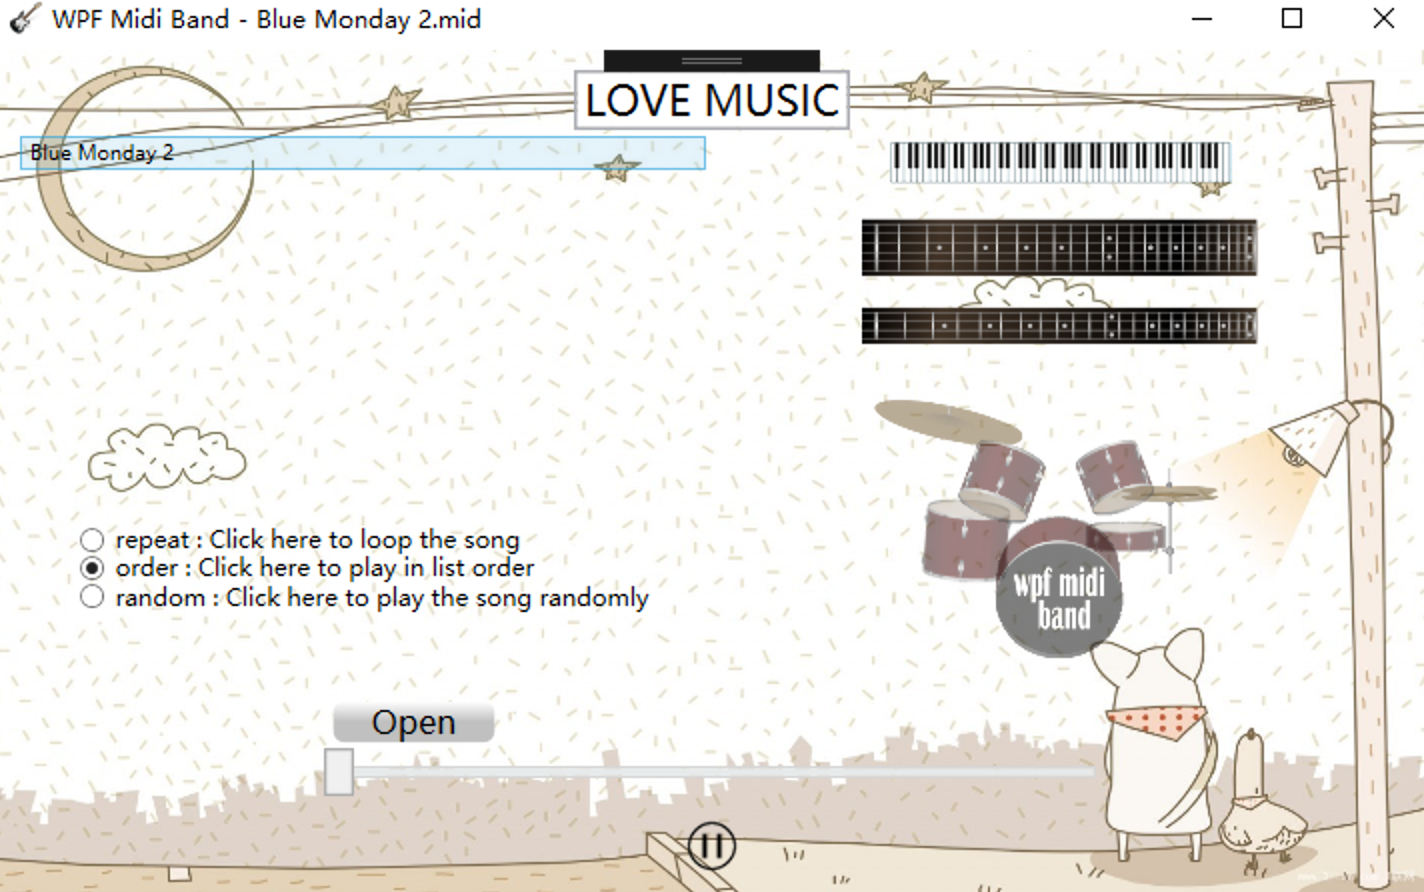 WPF Midi Band - Blue Monday 2.mid
LOVE MUSIC
Blue Monday 2
repeat : Click here to loop the song
order : Click here to play in list order
random : Click here to play the song randomly
wpf midi
band
Open